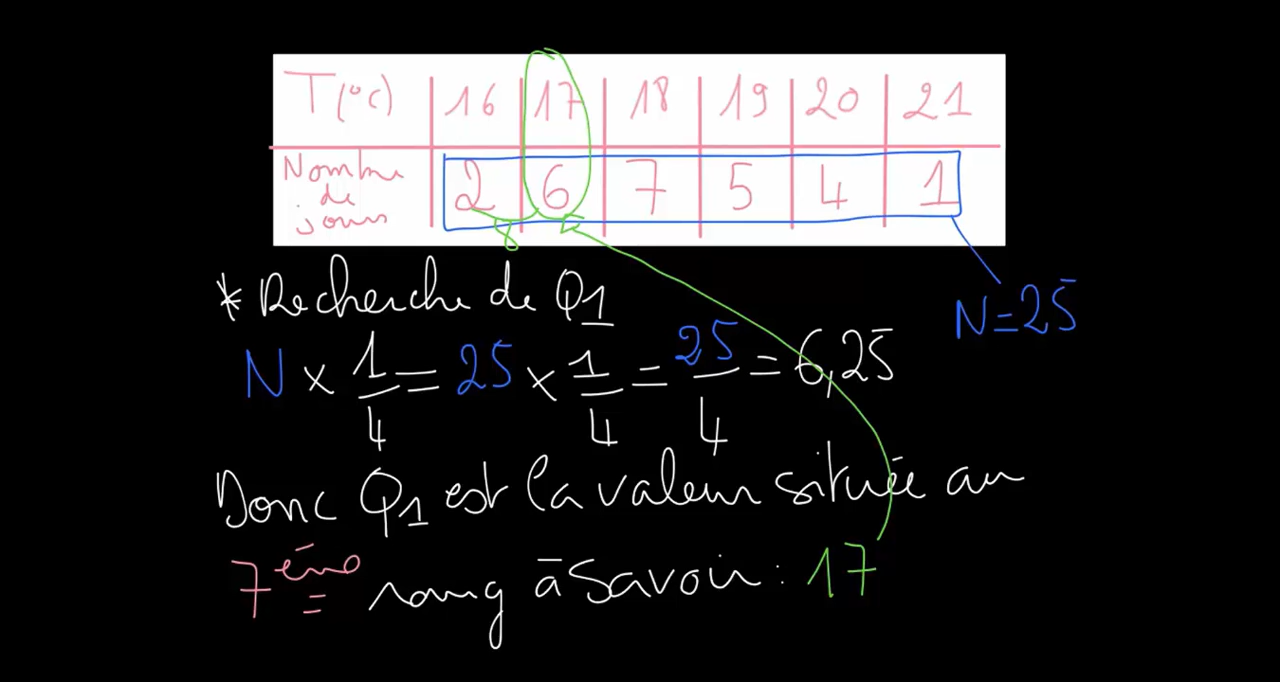 T(°C) 16 17 18 19 20 21
Nombre de jours 2 6 7 5 4 1
8
N=25
* Recherche de Q1
N × 1/4 = 25 × 1/4 = 25/4 = 6,25
Donc Q1 est la valeur située au
7ème rang à savoir : 17